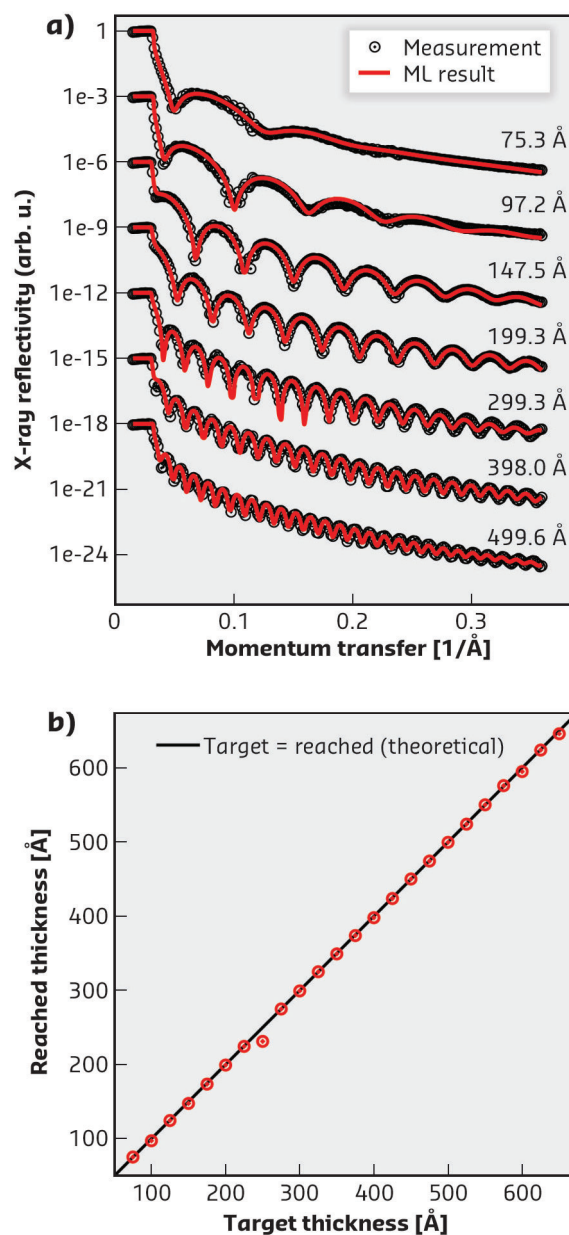 a)
1
1e-3
1e-6
1e-9
1e-12
1e-15
1e-18
1e-21
1e-24
X-ray reflectivity (arb. u.)
Measurement
ML result
75.3 Å
97.2 Å
147.5 Å
199.3 Å
299.3 Å
398.0 Å
499.6 Å
0 0.1 0.2 0.3
Momentum transfer [1/Å]
b)
Target = reached (theoretical)
600
500
400
300
200
100
Reached thickness [Å]
100 200 300 400 500 600
Target thickness [Å]